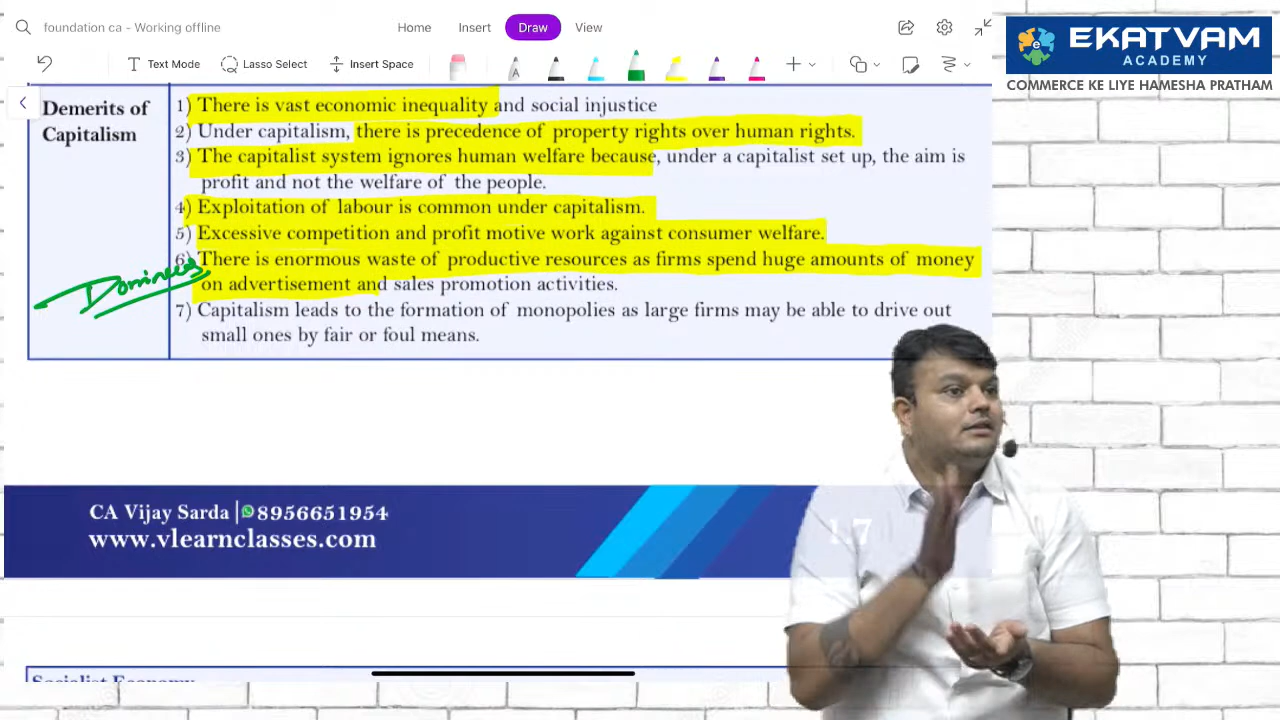 foundation ca - Working offline
Home
Insert
Draw
View
EKATVAM
ACADEMY
COMMERCE KE LIYE HAMESHA PRATHAM
Text Mode
Lasso Select
Insert Space
Demerits of
Capitalism
1) There is vast economic inequality and social injustice
2) Under capitalism, there is precedence of property rights over human rights.
3) The capitalist system ignores human welfare because, under a capitalist set up, the aim is
profit and not the welfare of the people.
4) Exploitation of labour is common under capitalism.
5) Excessive competition and profit motive work against consumer welfare.
6) There is enormous waste of productive resources as firms spend huge amounts of money
on advertisement and sales promotion activities.
7) Capitalism leads to the formation of monopolies as large firms may be able to drive out
small ones by fair or foul means.
CA Vijay Sarda | 8956651954
www.vlearnclasses.com
1.7
Socialist Economy